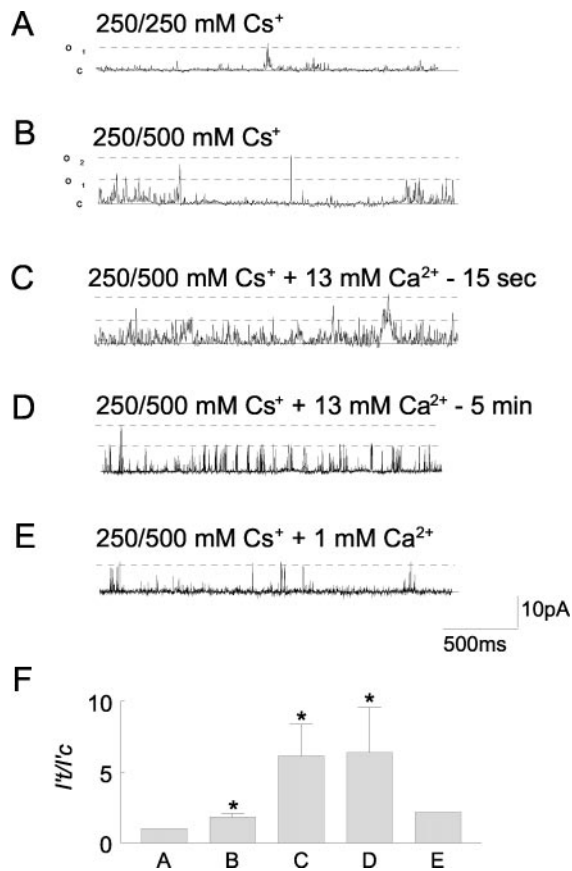 A 250/250 mM Cs⁺
o 1
c
B 250/500 mM Cs⁺
o 2
o 1
c
C 250/500 mM Cs⁺ + 13 mM Ca²⁺ - 15 sec
D 250/500 mM Cs⁺ + 13 mM Ca²⁺ - 5 min
E 250/500 mM Cs⁺ + 1 mM Ca²⁺
10pA
500ms
F
10
5
0
I't/I'c
* * * *
A B C D E